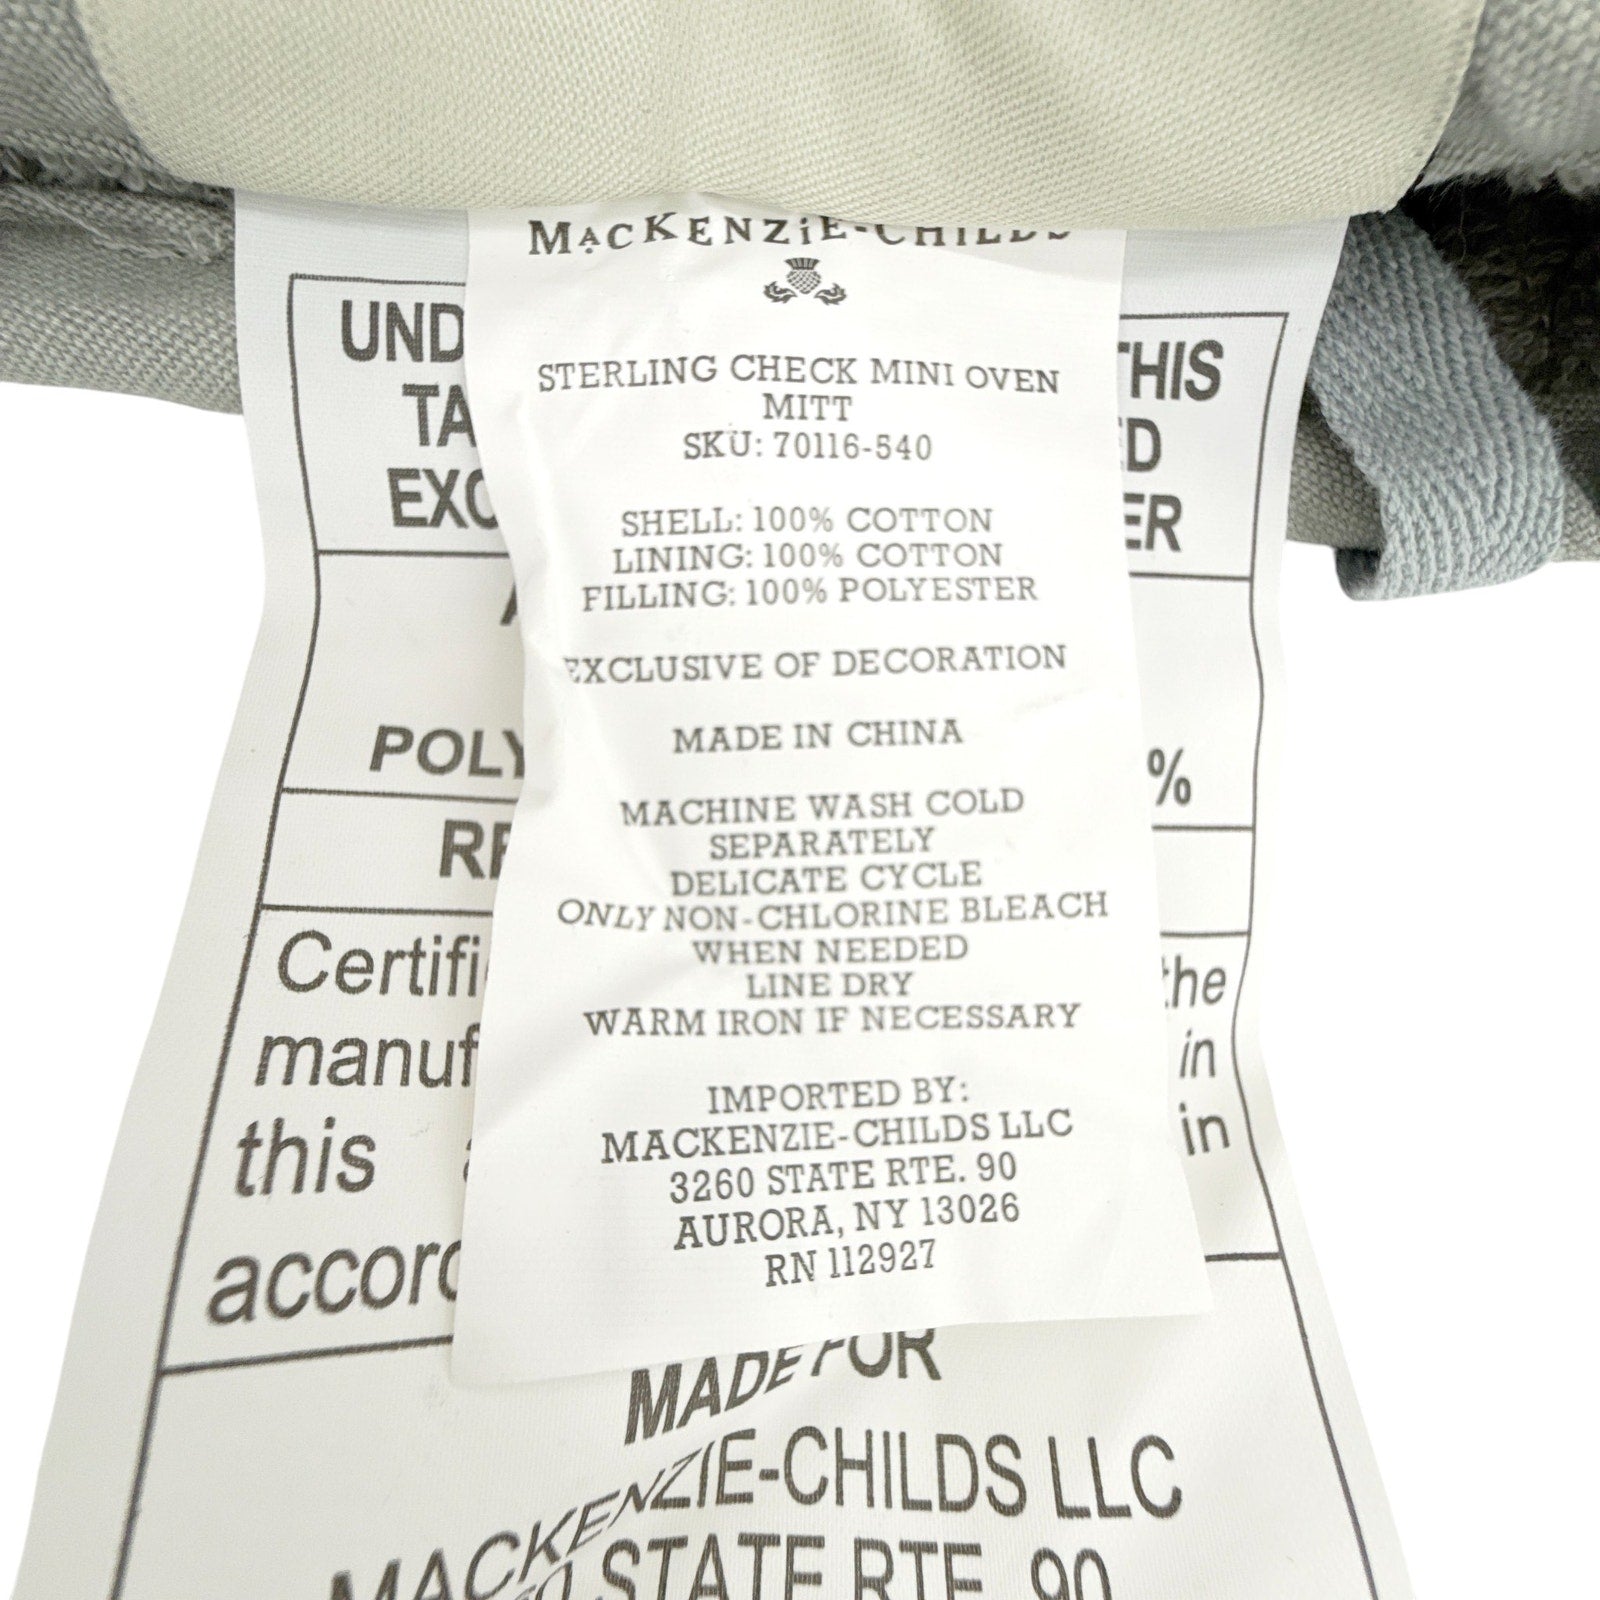 MACKENZIE-CHILDS
STERLING CHECK MINI OVEN
MITT
SKU: 70116-540
SHELL: 100% COTTON
LINING: 100% COTTON
FILLING: 100% POLYESTER
EXCLUSIVE OF DECORATION
MADE IN CHINA
MACHINE WASH COLD
SEPARATELY
DELICATE CYCLE
ONLY NON-CHLORINE BLEACH
WHEN NEEDED
LINE DRY
WARM IRON IF NECESSARY
IMPORTED BY:
MACKENZIE-CHILDS LLC
3260 STATE RTE. 90
AURORA, NY 13026
RN 112927
UND THIS
TA
EXC ER
POLY %
Certifi the
manuf in
this in
accord
MADE FOR
MACKENZIE-CHILDS LLC
STATE RTE. 90